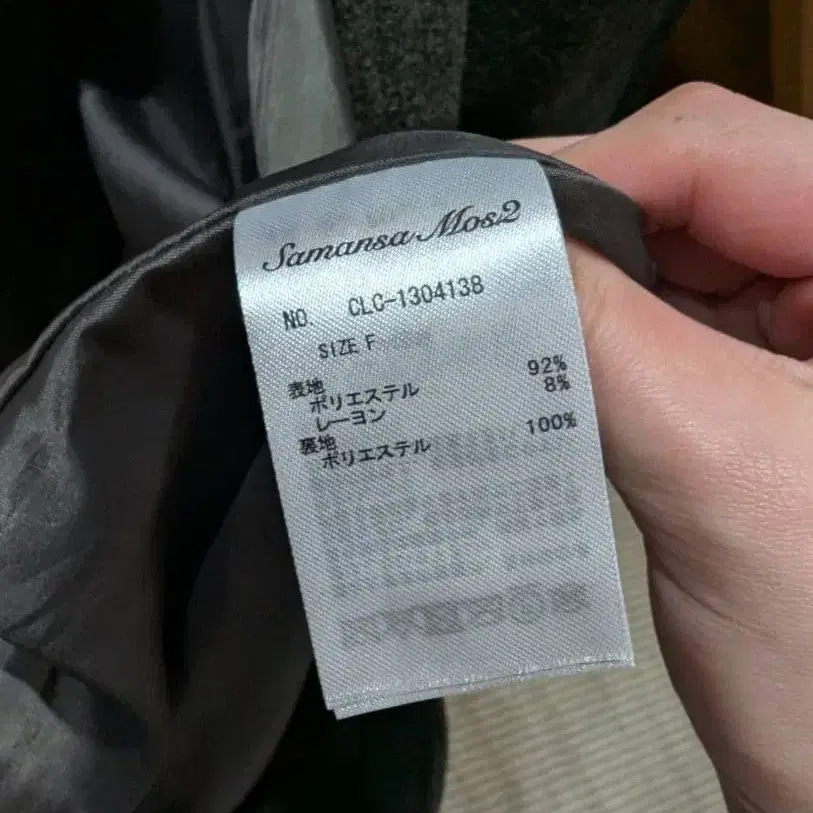 Samansa Mos2
NO. CLC-1304138
SIZE F
表地
ポリエステル 92%
レーヨン 8%
裏地
ポリエステル 100%